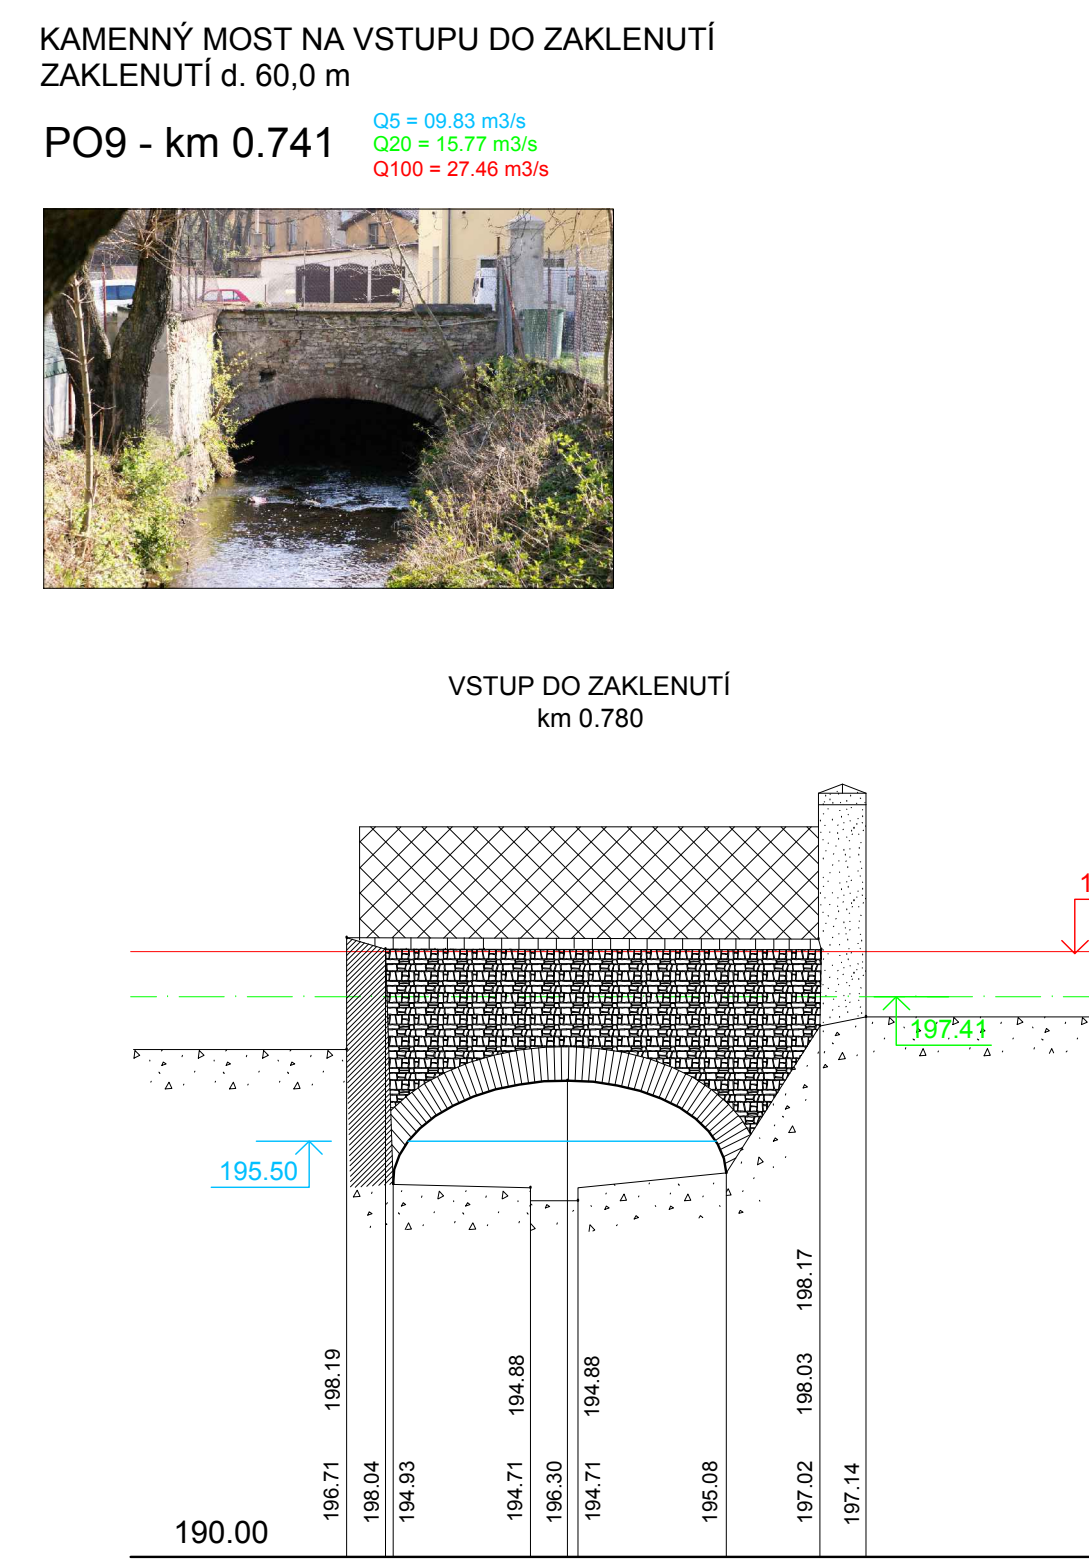 KAMENNÝ MOST NA VSTUPU DO ZAKLENUTÍ
ZAKLENUTÍ d. 60,0 m
PO9 - km 0.741
Q5 = 09.83 m3/s
Q20 = 15.77 m3/s
Q100 = 27.46 m3/s
VSTUP DO ZAKLENUTÍ
km 0.780
197.41
195.50
198.17
198.19
194.88
194.88
198.03
196.71
198.04
194.93
194.71
196.30
194.71
195.08
197.02
197.14
190.00